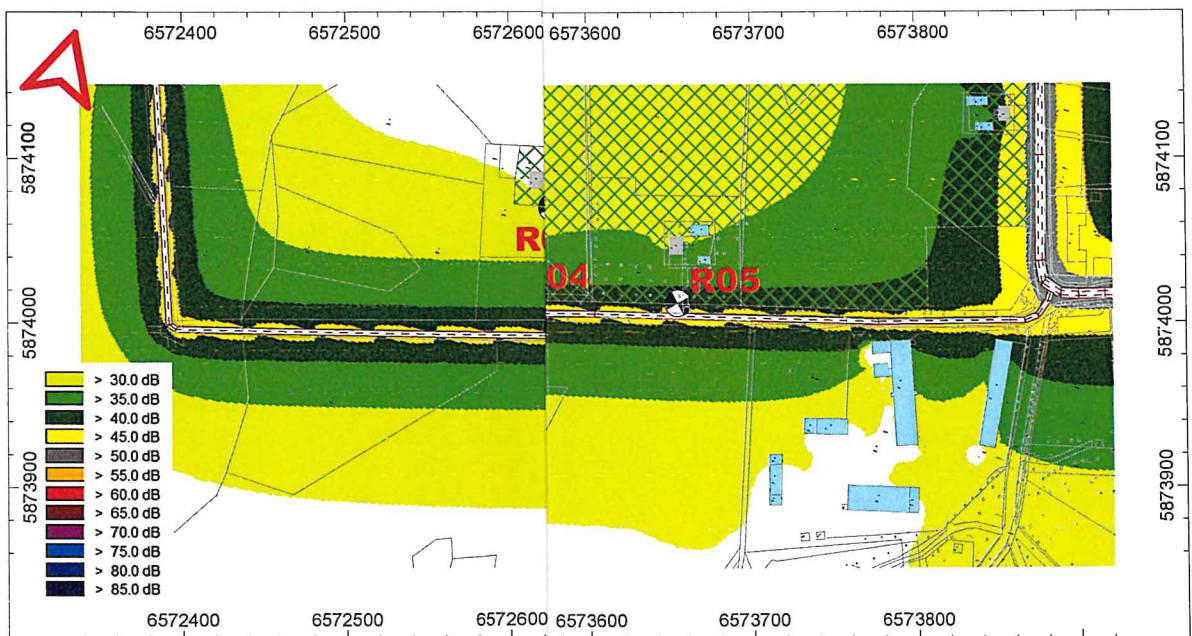 6572400 6572500 6572600 6573600 6573700 6573800
5874100 5874100
R0 04 R05
5874000 5874000
> 30.0 dB
> 35.0 dB
> 40.0 dB
> 45.0 dB
> 50.0 dB
> 55.0 dB
> 60.0 dB
> 65.0 dB
> 70.0 dB
> 75.0 dB
> 80.0 dB
> 85.0 dB
5873900 5873900
6572400 6572500 6572600 6573600 6573700 6573800